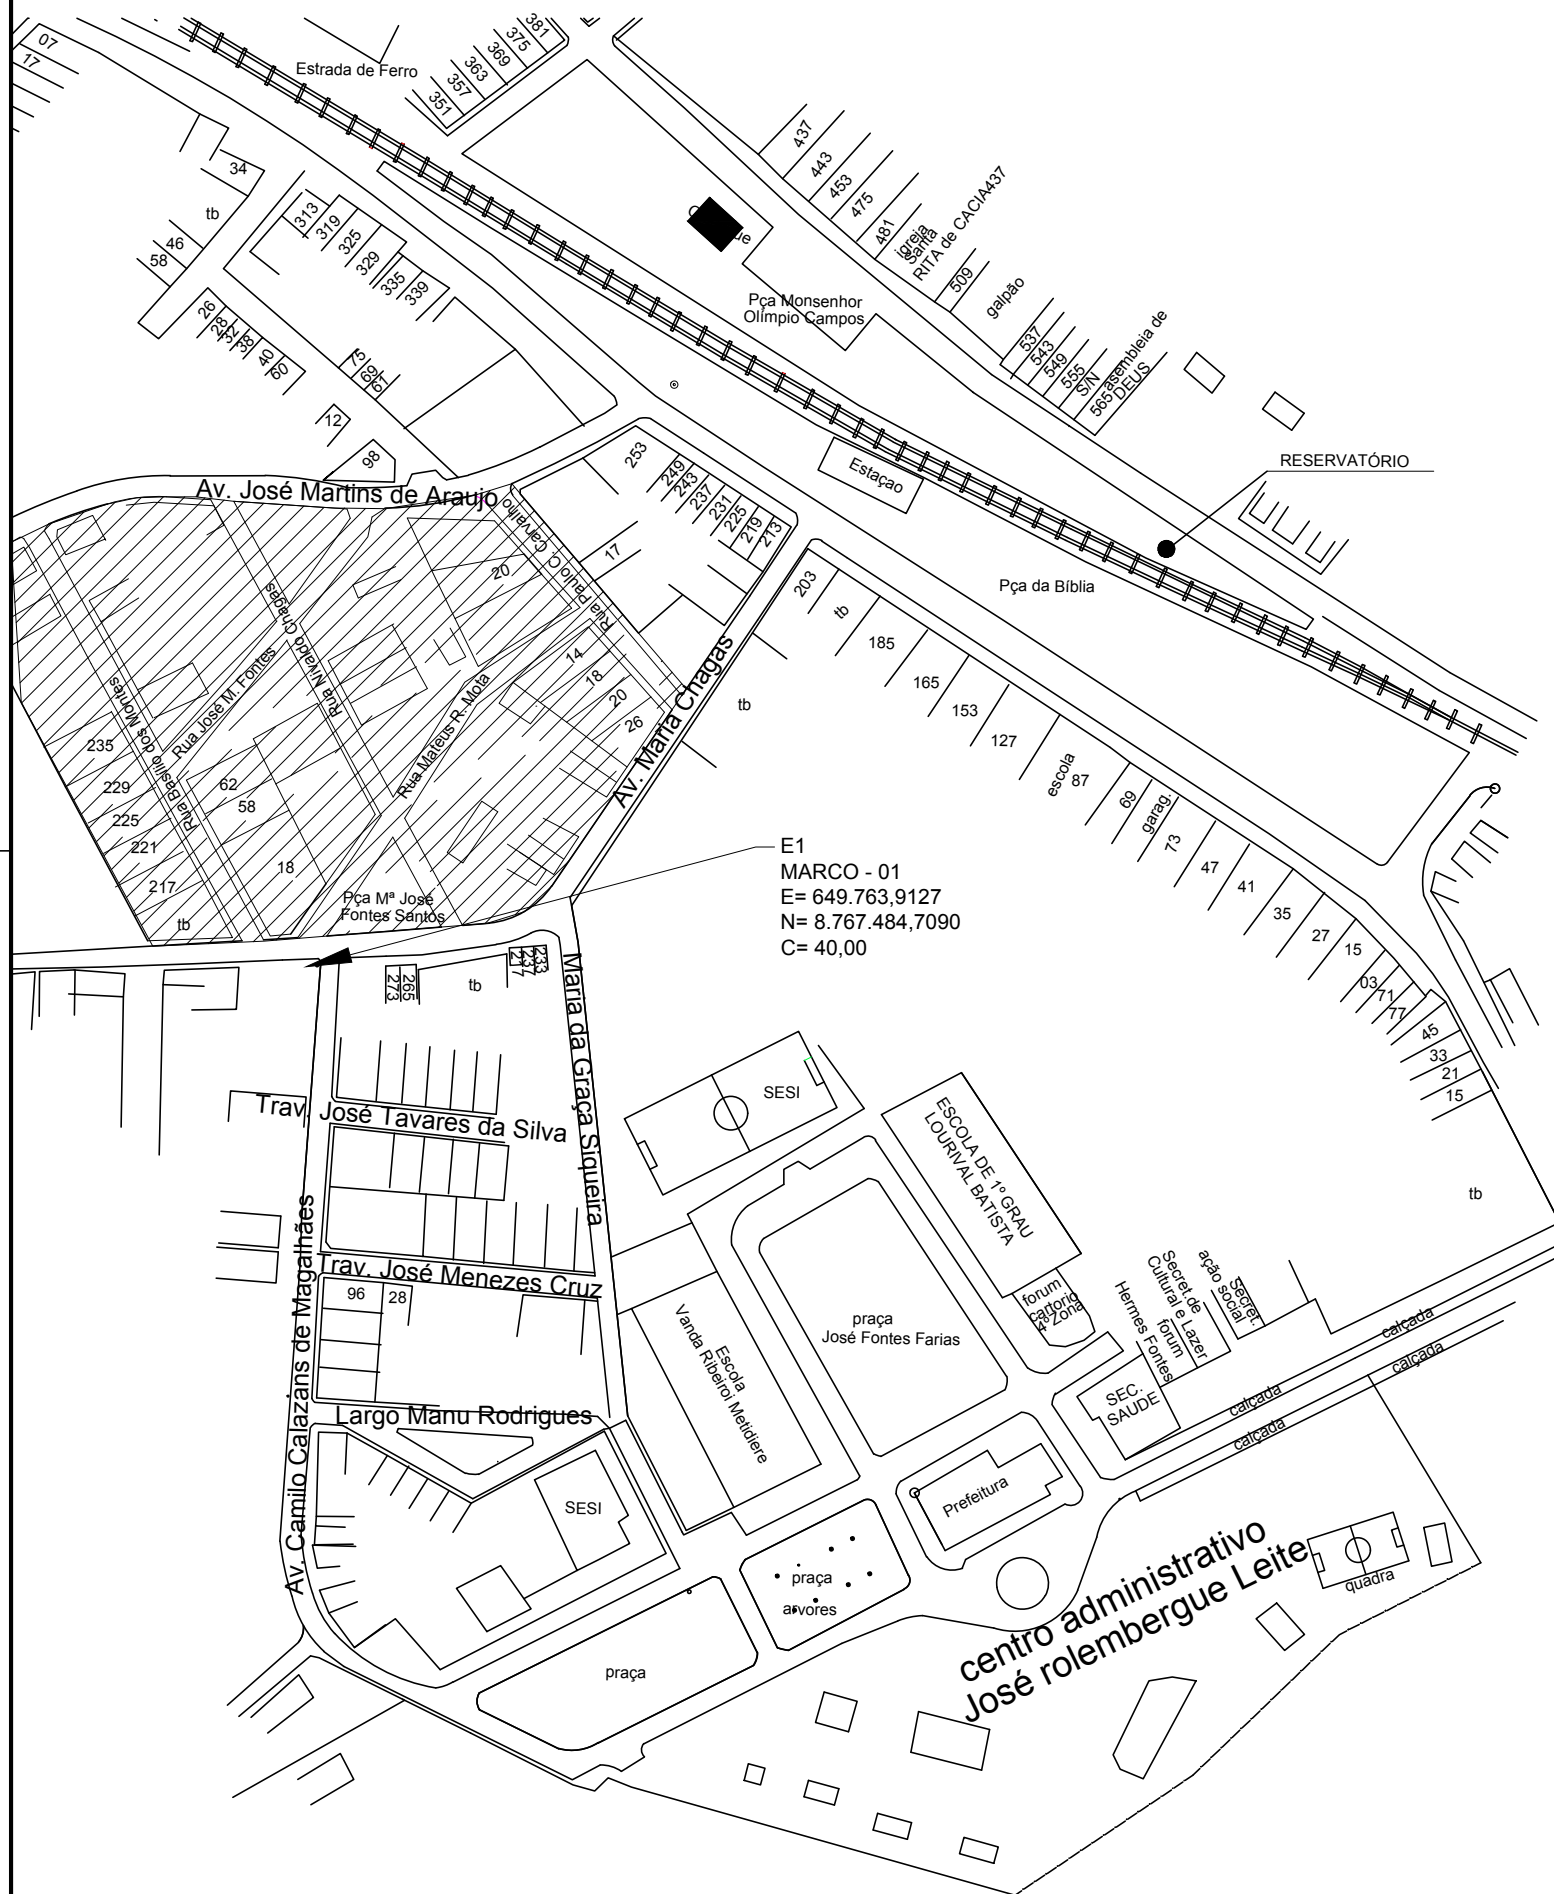 07
17
Estrada de Ferro
351
357
363
369
375
381
34
tb
46
58
313
319
325
329
335
339
26
28
32
38
40
60
75
69
61
12
98
437
443
453
475
481
igreja
Santa
RITA de CACIA437
509
galpão
537
543
549
555
S/N
565
asembleia de
DEUS
Pça Monsenhor
Olímpio Campos
RESERVATÓRIO
Estaçao
Pça da Bíblia
Av. José Martins de Araujo
253
249
243
237
231
225
219
213
17
20
Rua Paulo C. Carvalho
Rua Nivaldo Chagas
Rua José M. Fontes
Rua Basilio dos Montes
Rua Mateus R. Mota
14
18
20
26
Av. Maria Chagas
235
229
225
221
217
tb
62
58
18
Pça Mª José
Fontes Santos
203
tb
185
165
153
127
escola
87
69
garag.
73
47
41
35
27
15
03
71
77
45
33
21
15
tb
tb
E1
MARCO - 01
E= 649.763,9127
N= 8.767.484,7090
C= 40,00
273
265
tb
217
237
233
Maria da Graça Siqueira
Trav. José Tavares da Silva
Av. Camilo Calazans de Magalhães
Trav. José Menezes Cruz
96
28
Largo Manu Rodrigues
SESI
SESI
ESCOLA DE 1º GRAU
LOURIVAL BATISTA
forum
cartorio
4º Zona
praça
José Fontes Farias
Escola
Vanda Ribeiroi Metidiere
Hermes Fontes
forum
Secret.de
Cultural e Lazer
ação social
Secret.
SEC.
SAUDE
calçada
calçada
calçada
calçada
Prefeitura
praça
arvores
praça
centro administrativo
José rolembergue Leite
quadra